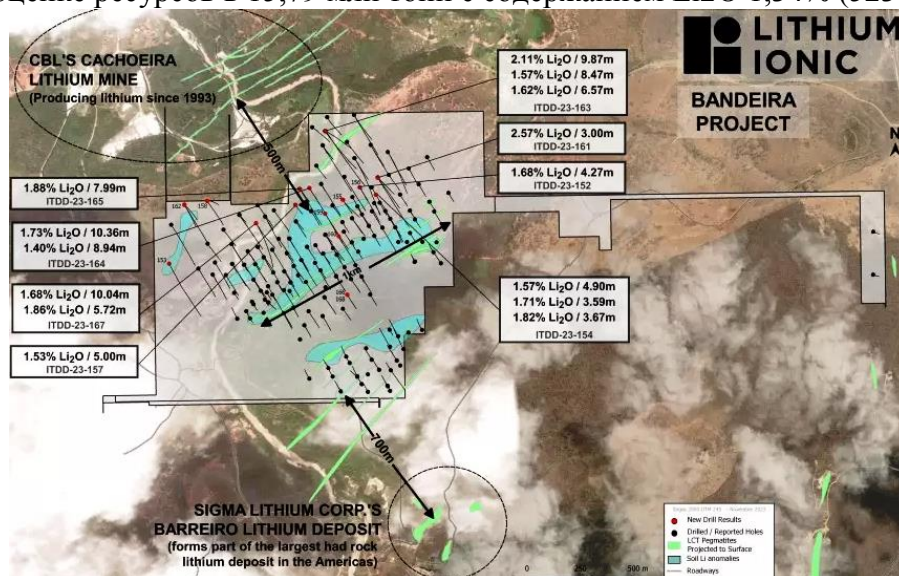 ресурсов в млн тонн с содержанием Li2O
CBL'S CACHOEIRA
LITHIUM MINE
(Producing lithium since 1993)
LITHIUM
IONIC
BANDEIRA
PROJECT
N
2.11% Li2O / 9.87m
1.57% Li2O / 8.47m
1.62% Li2O / 6.57m
ITDD-23-163
2.57% Li2O / 3.00m
ITDD-23-161
1.68% Li2O / 4.27m
ITDD-23-152
500m
1.88% Li2O / 7.99m
ITDD-23-165
1.73% Li2O / 10.36m
1.40% Li2O / 8.94m
ITDD-23-164
1.68% Li2O / 10.04m
1.86% Li2O / 5.72m
ITDD-23-167
1.53% Li2O / 5.00m
ITDD-23-157
1km
1.57% Li2O / 4.90m
1.71% Li2O / 3.59m
1.82% Li2O / 3.67m
ITDD-23-154
700m
SIGMA LITHIUM CORP.'S
BARREIRO LITHIUM DEPOSIT
(forms part of the largest had rock
lithium deposit in the Americas)
New Drill Results
Drilled / Reported Holes
LCT Pegmatites
Projected to Surface
Soil Li anomalies
Roadways
250
500 m